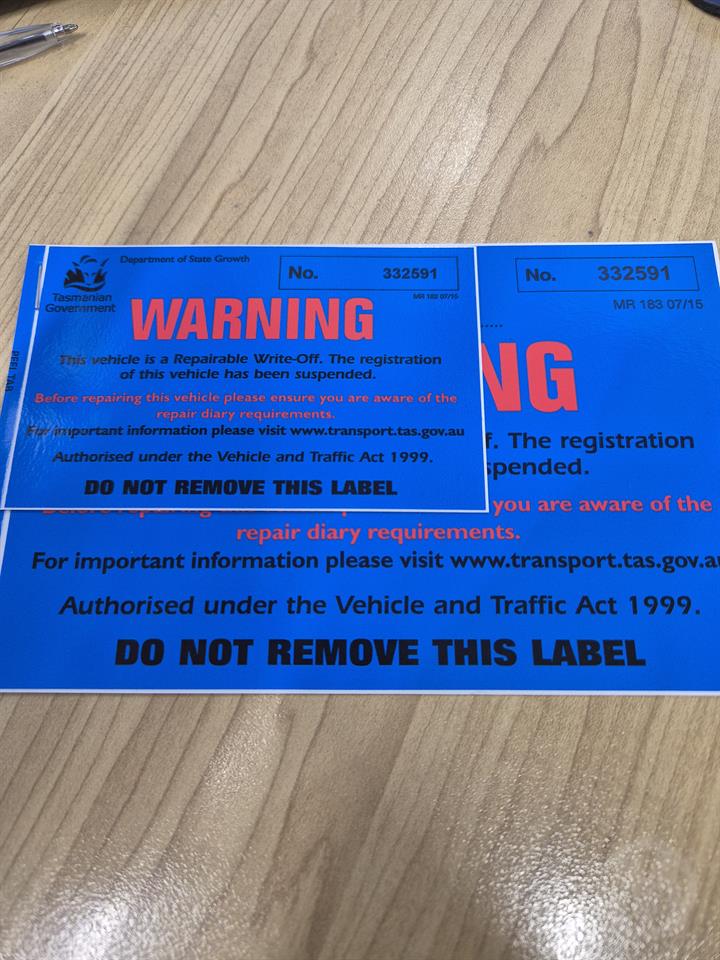 Department of State Growth
Tasmanian
Government
No. 332591
MR 182 07/15
WARNING
This vehicle is a Repairable Write-Off. The registration
of this vehicle has been suspended.
Before repairing this vehicle please ensure you are aware of the
repair diary requirements.
For important information please visit www.transport.tas.gov.au
Authorised under the Vehicle and Traffic Act 1999.
DO NOT REMOVE THIS LABEL
PEEL TAB
No. 332591
MR 183 07/15
NG
f. The registration
spended.
you are aware of the
repair diary requirements.
For important information please visit www.transport.tas.gov.au
Authorised under the Vehicle and Traffic Act 1999.
DO NOT REMOVE THIS LABEL